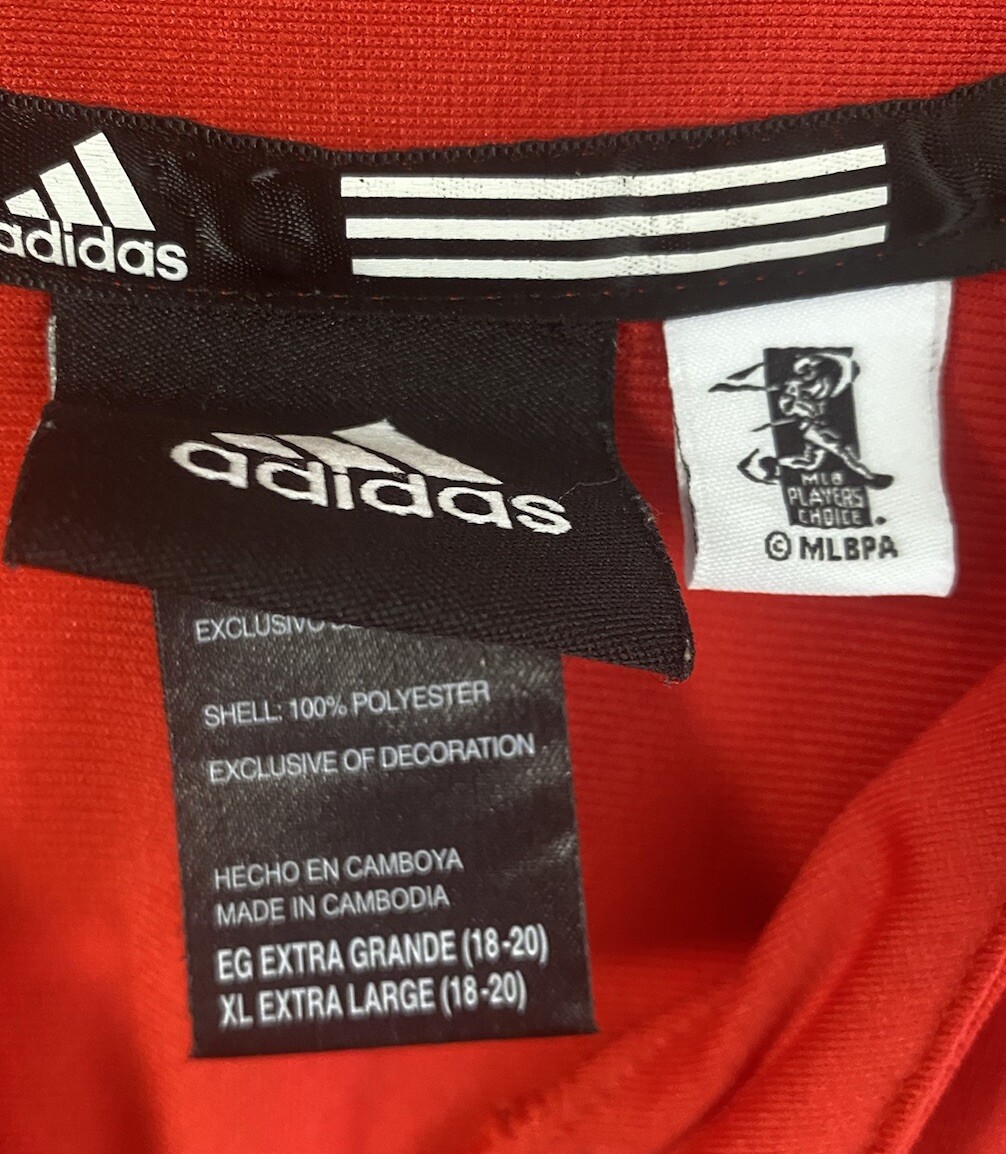 adidas
adidas
MLB
PLAYERS
CHOICE
© MLBPA
EXCLUSIVO
SHELL: 100% POLYESTER
EXCLUSIVE OF DECORATION
HECHO EN CAMBOYA
MADE IN CAMBODIA
EG EXTRA GRANDE (18-20)
XL EXTRA LARGE (18-20)